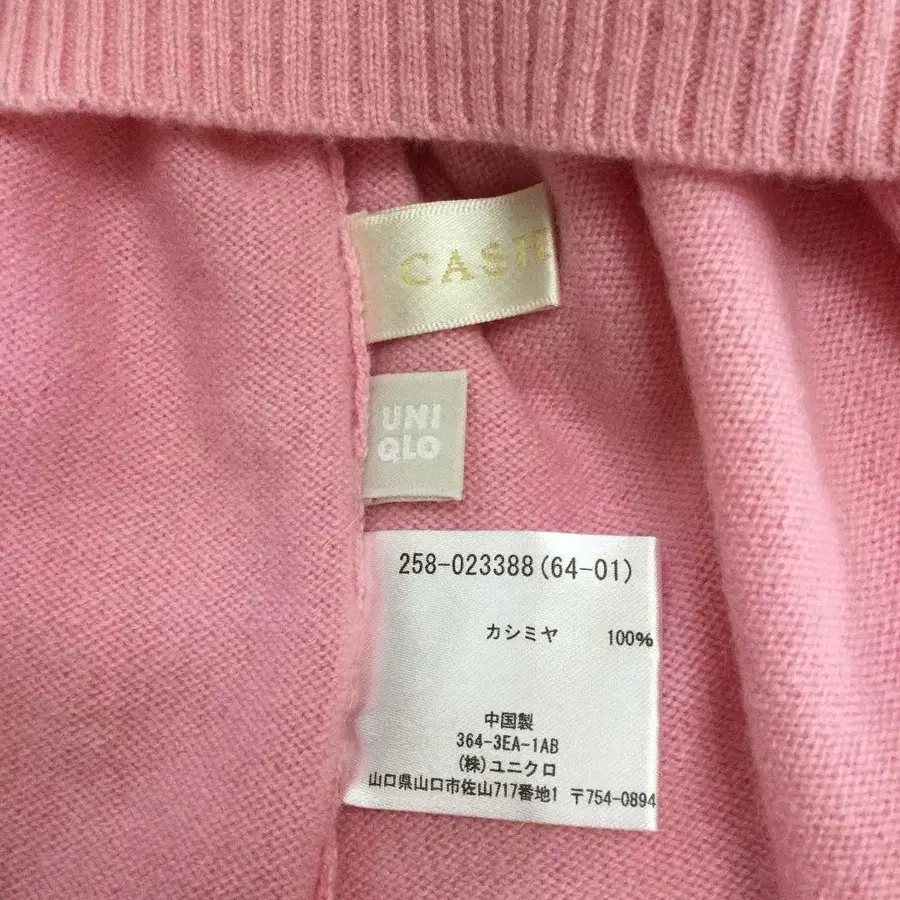 UNI
QLO
258-023388(64-01)
カシミヤ 100%
中国製
364-3EA-1AB
(株)ユニクロ
山口県山口市佐山717番地1 〒754-0894